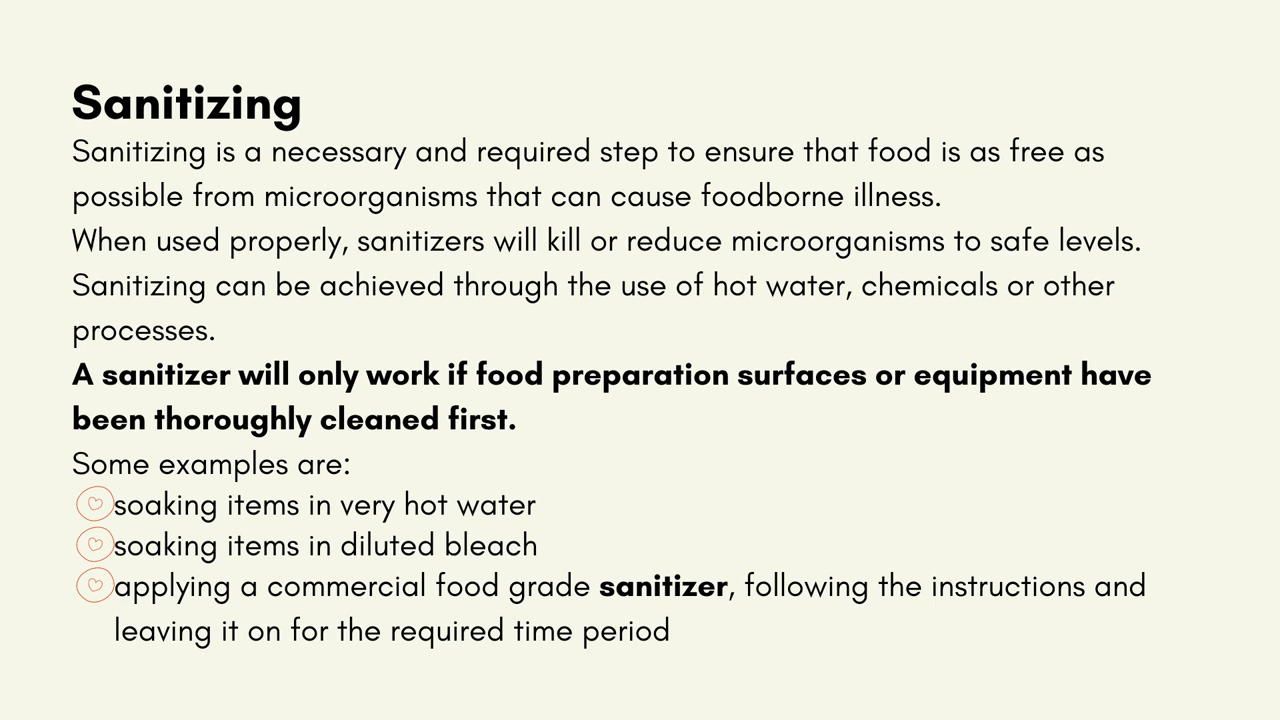 Sanitizing
Sanitizing is a necessary and required step to ensure that food is as free as
possible from microorganisms that can cause foodborne illness.
When used properly, sanitizers will kill or reduce microorganisms to safe levels.
Sanitizing can be achieved through the use of hot water, chemicals or other
processes.
A sanitizer will only work if food preparation surfaces or equipment have
been thoroughly cleaned first.
Some examples are:
soaking items in very hot water
soaking items in diluted bleach
applying a commercial food grade sanitizer, following the instructions and
leaving it on for the required time period